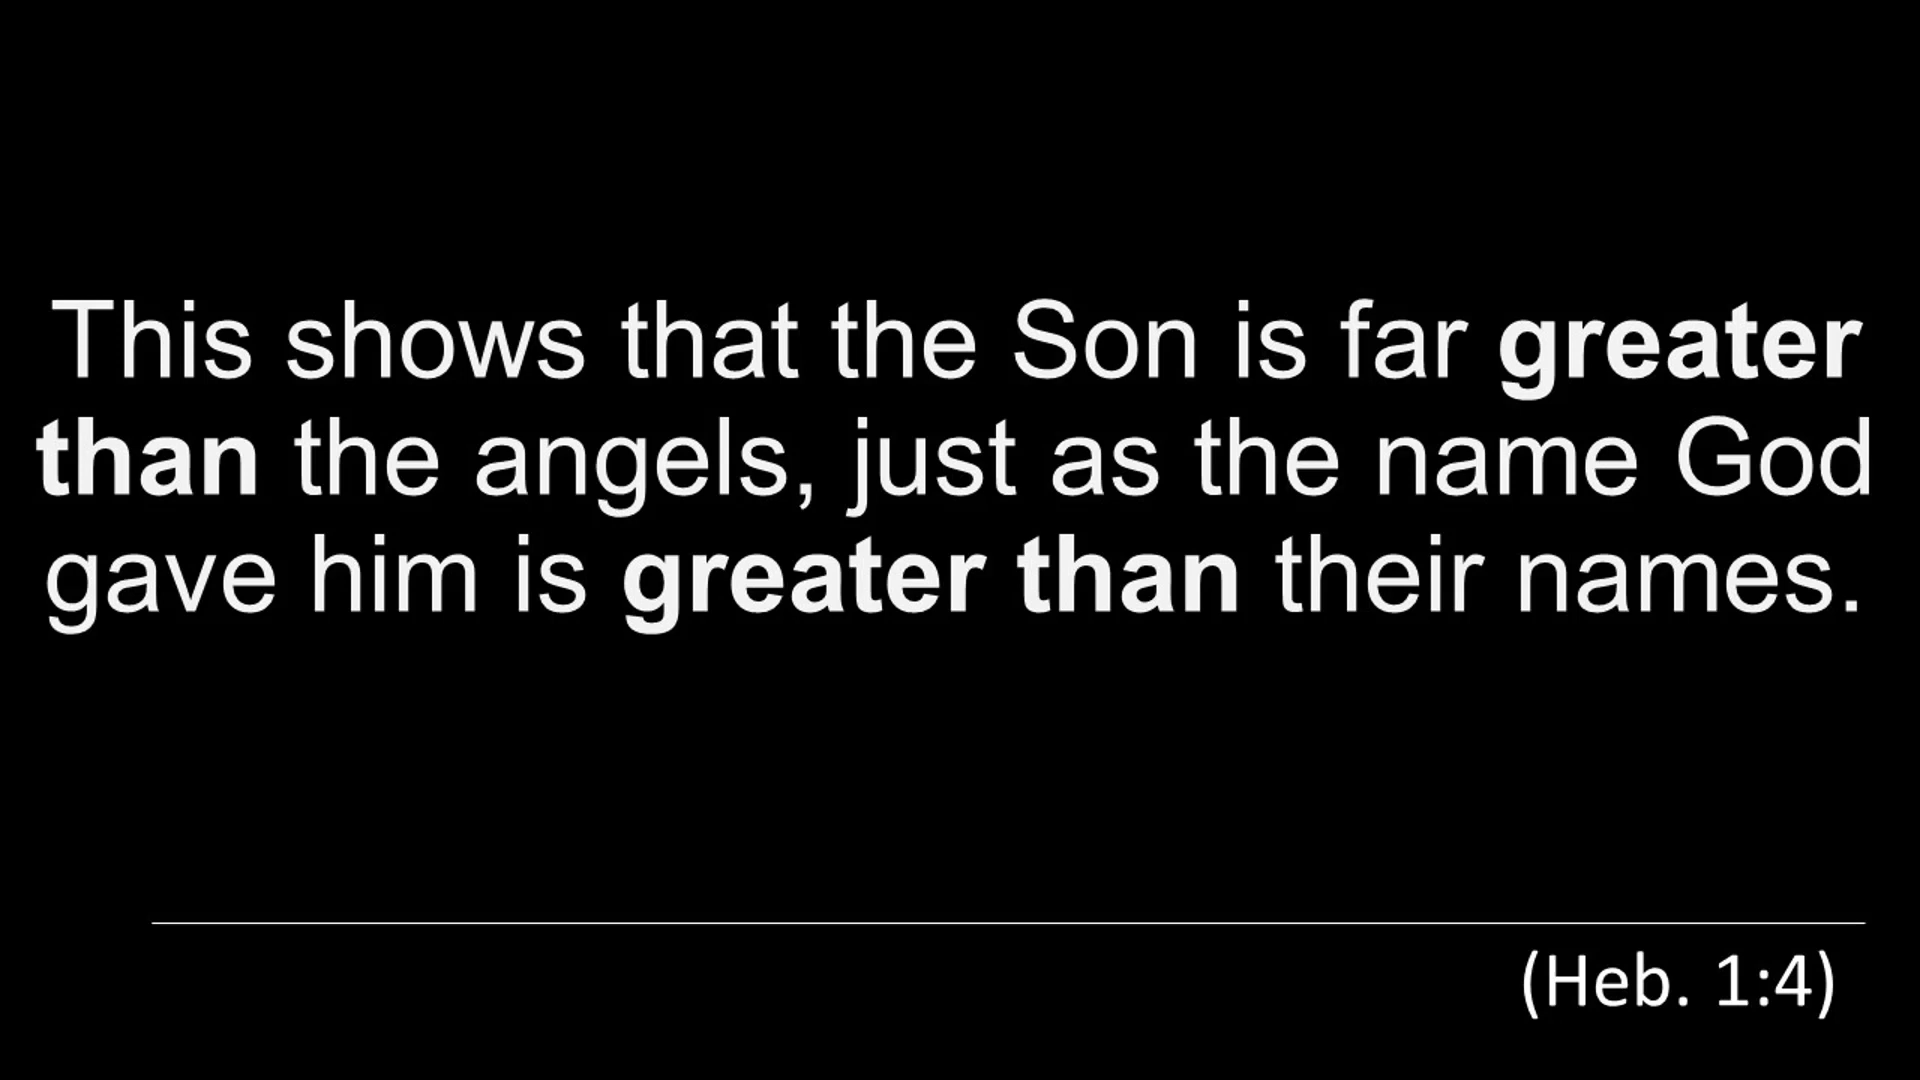 This shows that the Son is far greater
than the angels, just as the name God
gave him is greater than their names.
(Heb. 1:4)